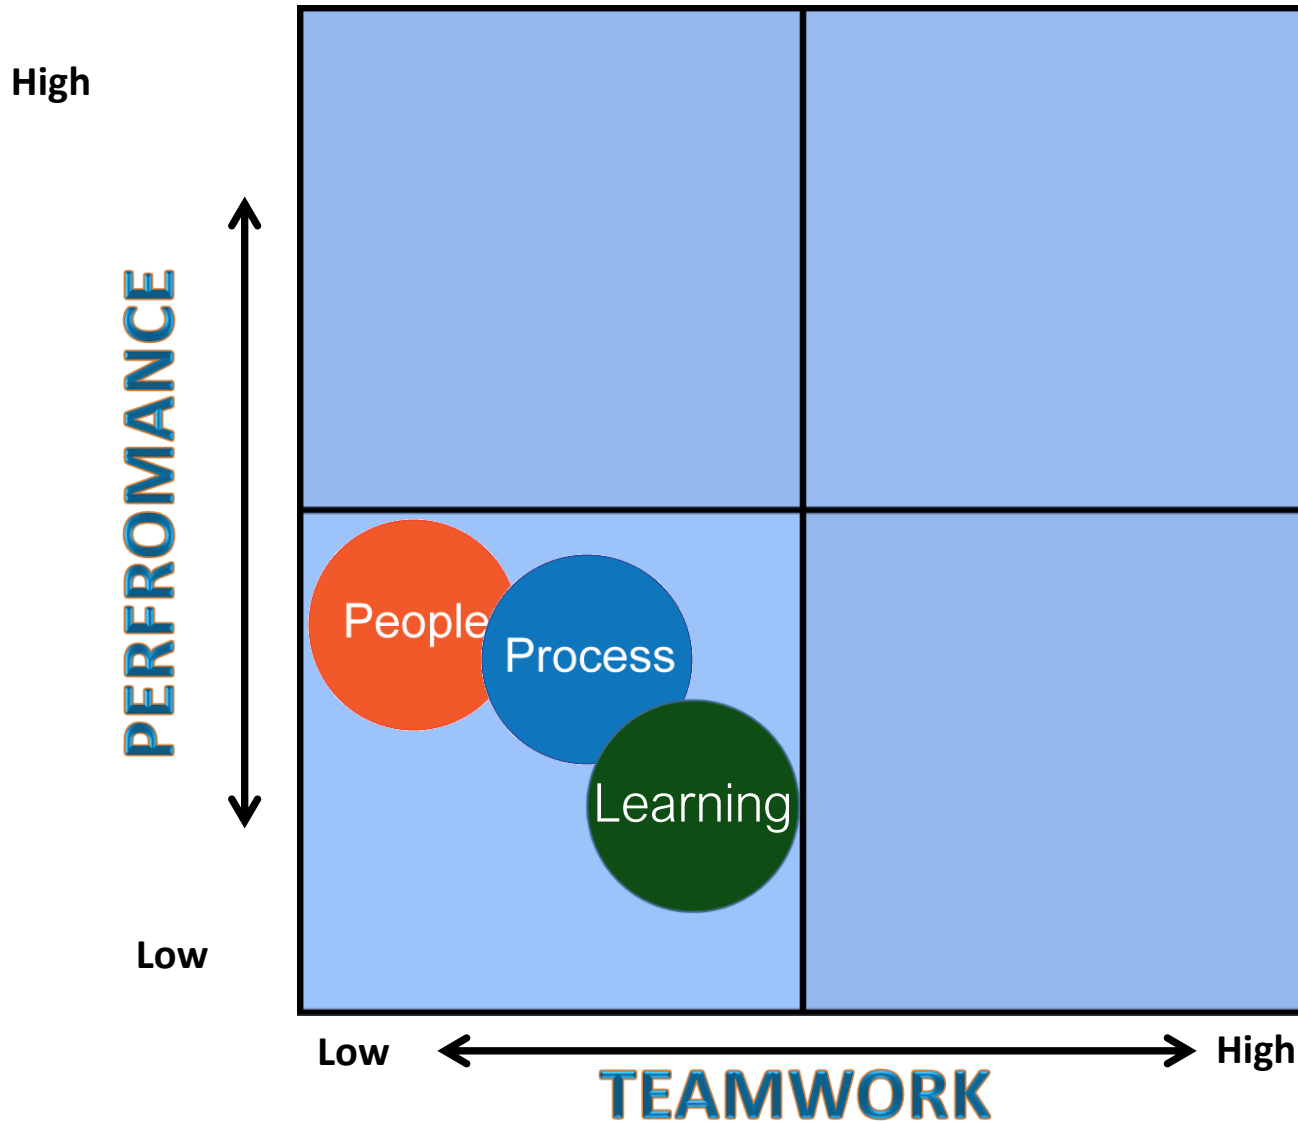 High
PERFROMANCE
People
Process
Learning
Low
Low
High
TEAMWORK